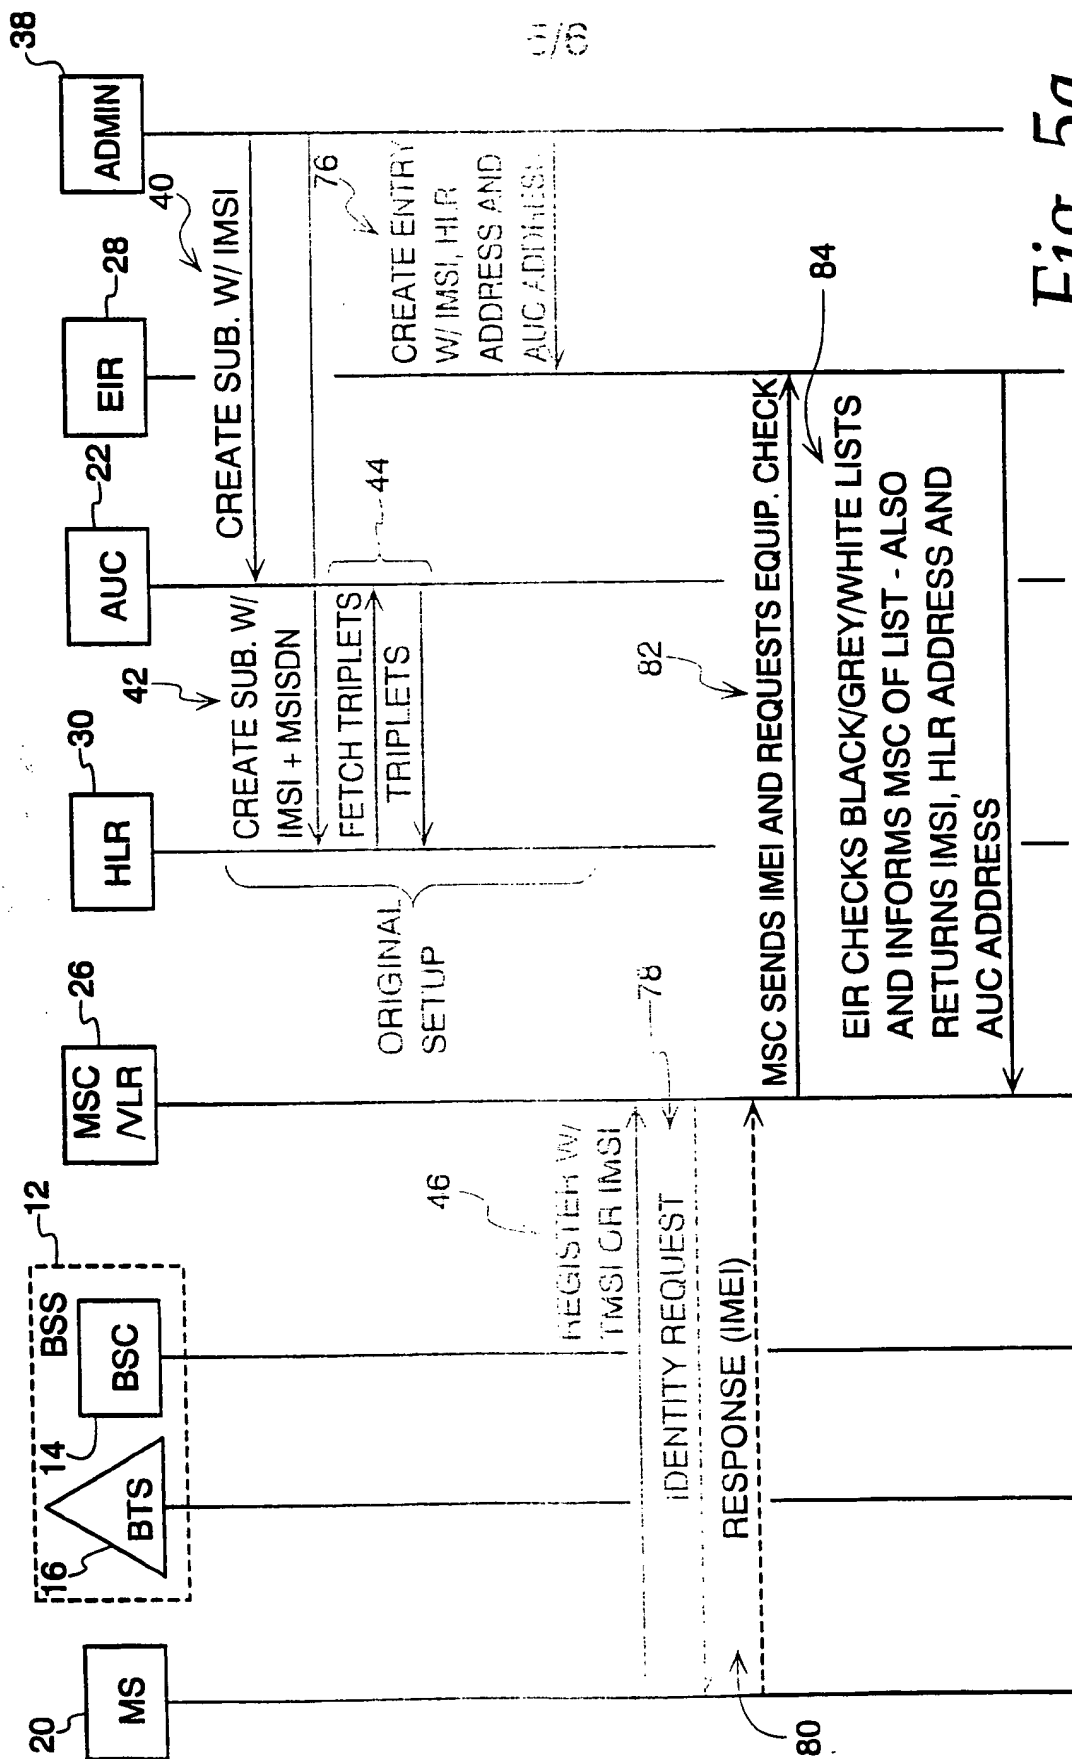 5/6
20
MS
16
BTS
14
BSC
BSS
12
MSC
/VLR
26
HLR
30
AUC
22
EIR
28
ADMIN
38
CREATE SUB. W/ IMSI
40
42
CREATE SUB. W/
IMSI + MSISDN
FETCH TRIPLETS
TRIPLETS
44
ORIGINAL
SETUP
76
CREATE ENTRY
W/ IMSI, HLR
ADDRESS AND
AUC ADDRESS
46
REGISTER W/
TMSI OR IMSI
IDENTITY REQUEST
78
RESPONSE (IMEI)
80
82
MSC SENDS IMEI AND REQUESTS EQUIP. CHECK
84
EIR CHECKS BLACK/GREY/WHITE LISTS
AND INFORMS MSC OF LIST - ALSO
RETURNS IMSI, HLR ADDRESS AND
AUC ADDRESS
Fig. 5a